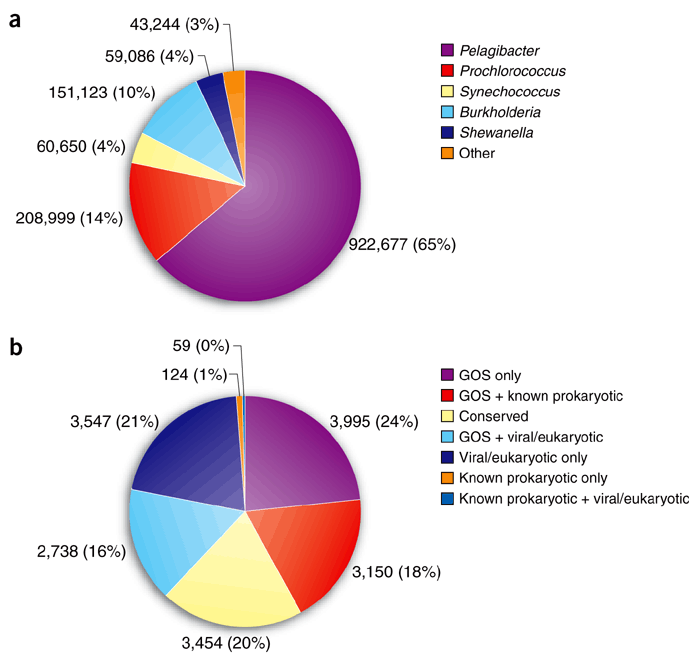 a
43,244 (3%)
59,086 (4%)
151,123 (10%)
60,650 (4%)
208,999 (14%)
922,677 (65%)
Pelagibacter
Prochlorococcus
Synechococcus
Burkholderia
Shewanella
Other
b
59 (0%)
124 (1%)
3,547 (21%)
3,995 (24%)
2,738 (16%)
3,150 (18%)
3,454 (20%)
GOS only
GOS + known prokaryotic
Conserved
GOS + viral/eukaryotic
Viral/eukaryotic only
Known prokaryotic only
Known prokaryotic + viral/eukaryotic